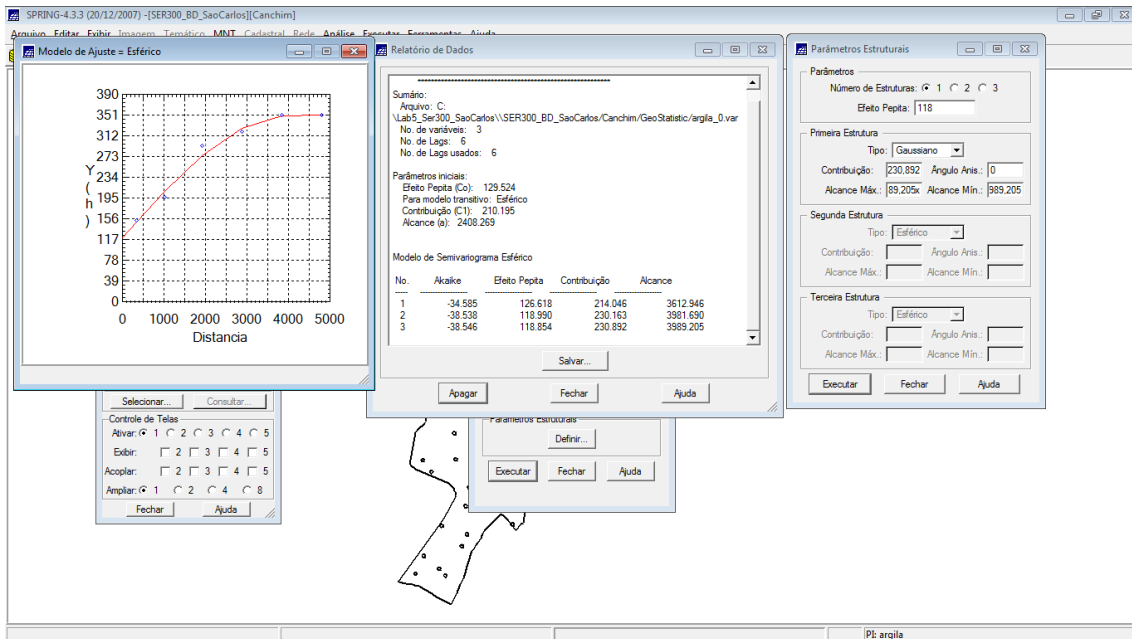 SPRING-4.3.3 (20/12/2007) -[SER300_BD_SaoCarlos][Canchim]
Arquivo Editar Exibir Imagem Temático MNT Cadastral Rede Análise Executar Ferramentas Ajuda
Modelo de Ajuste = Esférico
390
351
312
273
234
195
156
117
78
39
0
Y
(
h
)
0 1000 2000 3000 4000 5000
Distancia
Relatório de Dados
Sumário:
Arquivo: C:
\Lab5_Ser300_SaoCarlos\\SER300_BD_SaoCarlos/Canchim/GeoStatistic/argila_0.var
No. de variáveis: 3
No. de Lags: 6
No. de Lags usados: 6
Parâmetros iniciais:
Efeito Pepita (Co): 129.524
Para modelo transitivo: Esférico
Contribuição (C1): 210.195
Alcance (a): 2408.269
Modelo de Semivariograma Esférico
No. Akaike Efeito Pepita Contribuição Alcance
1 -34.585 126.618 214.046 3612.946
2 -38.538 118.990 230.163 3981.690
3 -38.546 118.854 230.892 3989.205
Salvar...
Apagar Fechar Ajuda
Parâmetros Estruturais
Parâmetros
Número de Estruturas: 1 2 3
Efeito Pepita: 118
Primeira Estrutura
Tipo: Gaussiano
Contribuição: 230,892 Ângulo Anis.: 0
Alcance Máx.: 89,205x Alcance Mín.: 989,205
Segunda Estrutura
Tipo: Esférico
Contribuição: Ângulo Anis.:
Alcance Máx.: Alcance Mín.:
Terceira Estrutura
Tipo: Esférico
Contribuição: Ângulo Anis.:
Alcance Máx.: Alcance Mín.:
Executar Fechar Ajuda
Selecionar... Consultar...
Controle de Telas
Ativar: 1 2 3 4 5
Exibir: 2 3 4 5
Acoplar: 2 3 4 5
Ampliar: 1 2 4 8
Fechar Ajuda
Parâmetros Estruturais
Definir...
Executar Fechar Ajuda
PI: argila